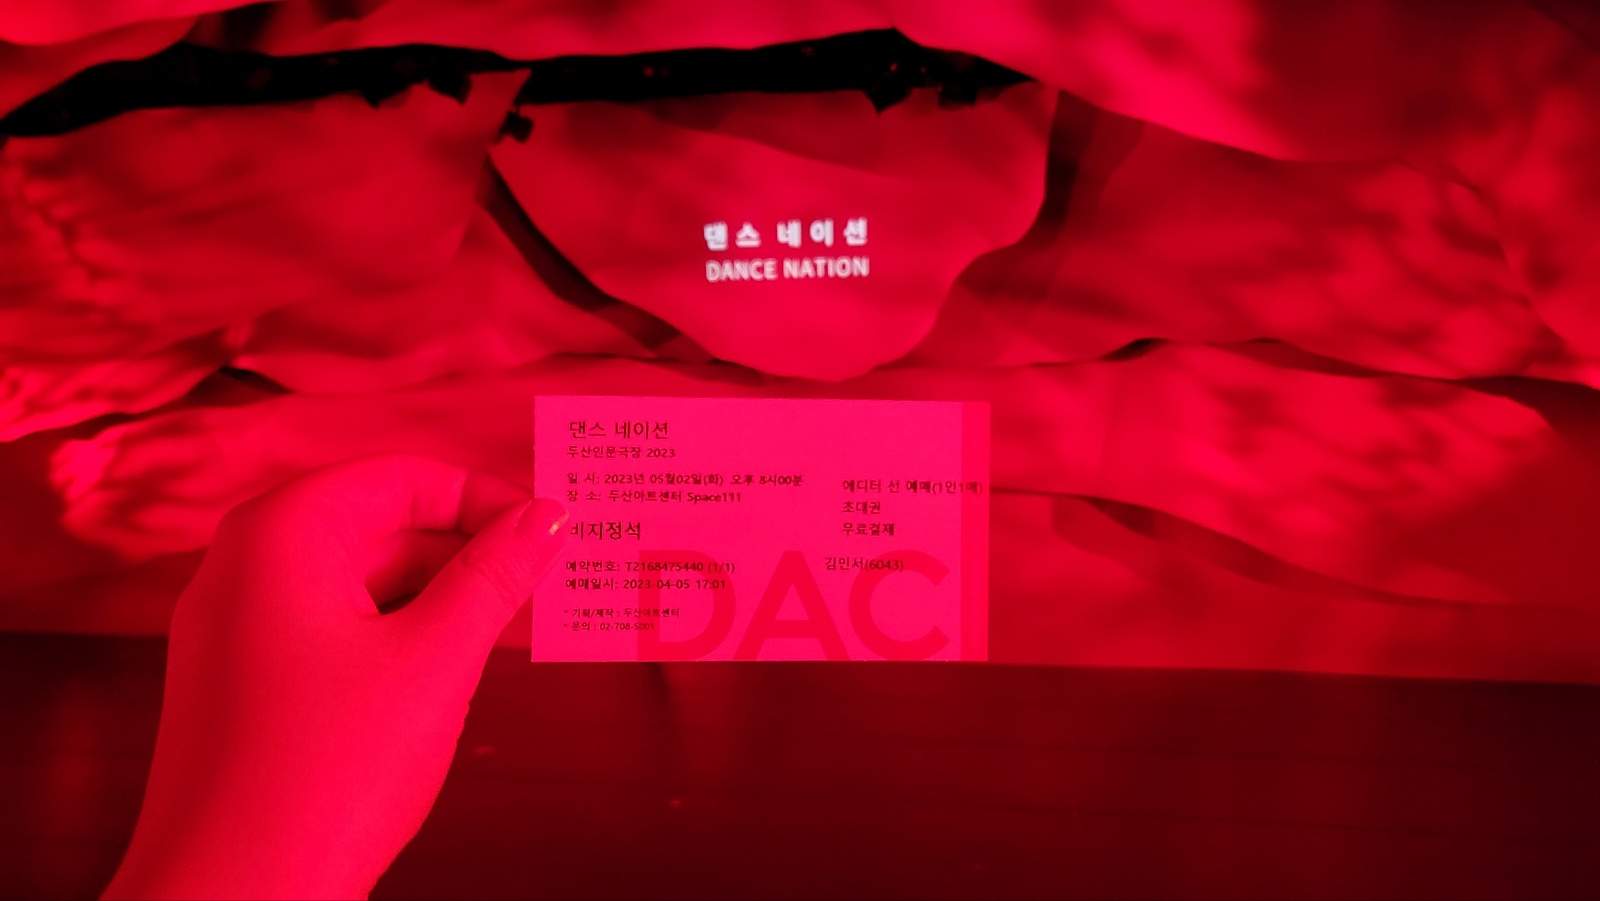 댄스 네이션
DANCE NATION
댄스 네이션
두산인문극장 2023
일 시: 2023년 05월02일(화) 오후 8시00분
장 소: 두산아트센터 Space111
비지정석
예약번호: T2168475440 (1/1)
예매일시: 2023-04-05 17:01
* 기획/제작 : 두산아트센터
* 문의 : 02-708-5001
에디터 선 예매(1인1매)
초대권
무료결제
김민서(6043)
DAC